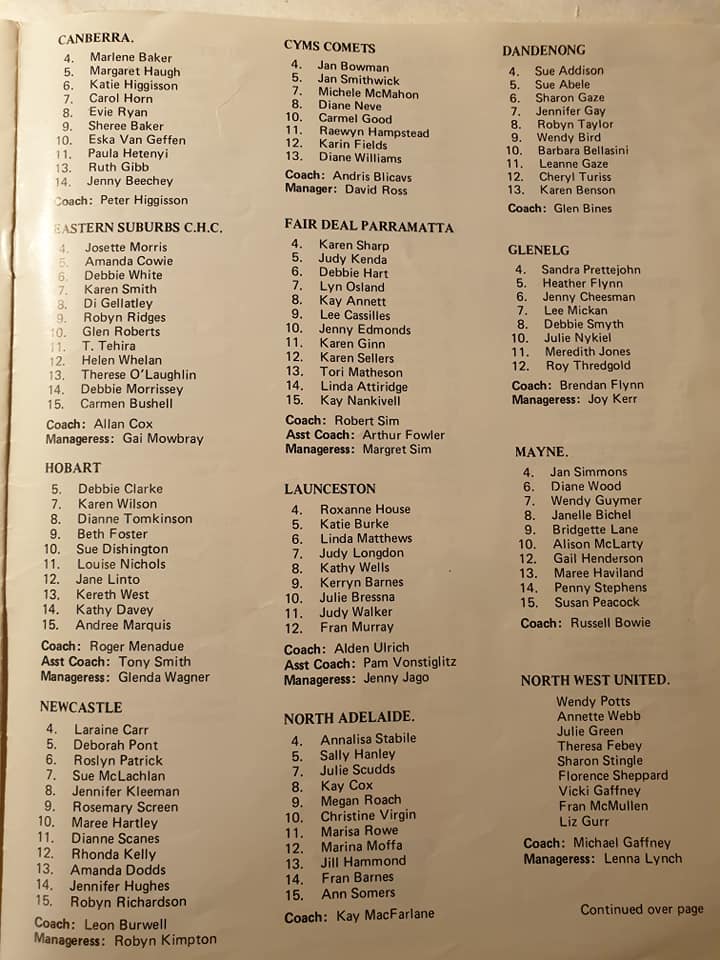 CANBERRA.
4. Marlene Baker
5. Margaret Haugh
6. Katie Higgisson
7. Carol Horn
8. Evie Ryan
9. Sheree Baker
10. Eska Van Geffen
11. Paula Hetenyi
13. Ruth Gibb
14. Jenny Beechey
Coach: Peter Higgisson
EASTERN SUBURBS C.H.C.
4. Josette Morris
5. Amanda Cowie
6. Debbie White
7. Karen Smith
8. Di Gellatley
9. Robyn Ridges
10. Glen Roberts
11. T. Tehira
12. Helen Whelan
13. Therese O'Laughlin
14. Debbie Morrissey
15. Carmen Bushell
Coach: Allan Cox
Manageress: Gai Mowbray
HOBART
5. Debbie Clarke
7. Karen Wilson
8. Dianne Tomkinson
9. Beth Foster
10. Sue Dishington
11. Louise Nichols
12. Jane Linto
13. Kereth West
14. Kathy Davey
15. Andree Marquis
Coach: Roger Menadue
Asst Coach: Tony Smith
Manageress: Glenda Wagner
NEWCASTLE
4. Laraine Carr
5. Deborah Pont
6. Roslyn Patrick
7. Sue McLachlan
8. Jennifer Kleeman
9. Rosemary Screen
10. Maree Hartley
11. Dianne Scanes
12. Rhonda Kelly
13. Amanda Dodds
14. Jennifer Hughes
15. Robyn Richardson
Coach: Leon Burwell
Manageress: Robyn Kimpton
CYMS COMETS
4. Jan Bowman
5. Jan Smithwick
7. Michele McMahon
8. Diane Neve
10. Carmel Good
11. Raewyn Hampstead
12. Karin Fields
13. Diane Williams
Coach: Andris Blicavs
Manager: David Ross
FAIR DEAL PARRAMATTA
4. Karen Sharp
5. Judy Kenda
6. Debbie Hart
7. Lyn Osland
8. Kay Annett
9. Lee Cassilles
10. Jenny Edmonds
11. Karen Ginn
12. Karen Sellers
13. Tori Matheson
14. Linda Attiridge
15. Kay Nankivell
Coach: Robert Sim
Asst Coach: Arthur Fowler
Manageress: Margret Sim
LAUNCESTON
4. Roxanne House
5. Katie Burke
6. Linda Matthews
7. Judy Longdon
8. Kathy Wells
9. Kerryn Barnes
10. Julie Bressna
11. Judy Walker
12. Fran Murray
Coach: Alden Ulrich
Asst Coach: Pam Vonstiglitz
Manageress: Jenny Jago
NORTH ADELAIDE.
4. Annalisa Stabile
5. Sally Hanley
7. Julie Scudds
8. Kay Cox
9. Megan Roach
10. Christine Virgin
11. Marisa Rowe
12. Marina Moffa
13. Jill Hammond
14. Fran Barnes
15. Ann Somers
Coach: Kay MacFarlane
DANDENONG
4. Sue Addison
5. Sue Abele
6. Sharon Gaze
7. Jennifer Gay
8. Robyn Taylor
9. Wendy Bird
10. Barbara Bellasini
11. Leanne Gaze
12. Cheryl Turiss
13. Karen Benson
Coach: Glen Bines
GLENELG
4. Sandra Prettejohn
5. Heather Flynn
6. Jenny Cheesman
7. Lee Mickan
8. Debbie Smyth
10. Julie Nykiel
11. Meredith Jones
12. Roy Thredgold
Coach: Brendan Flynn
Manageress: Joy Kerr
MAYNE.
4. Jan Simmons
6. Diane Wood
7. Wendy Guymer
8. Janelle Bichel
9. Bridgette Lane
10. Alison McLarty
12. Gail Henderson
13. Maree Haviland
14. Penny Stephens
15. Susan Peacock
Coach: Russell Bowie
NORTH WEST UNITED.
Wendy Potts
Annette Webb
Julie Green
Theresa Febey
Sharon Stingle
Florence Sheppard
Vicki Gaffney
Fran McMullen
Liz Gurr
Coach: Michael Gaffney
Manageress: Lenna Lynch
Continued over page